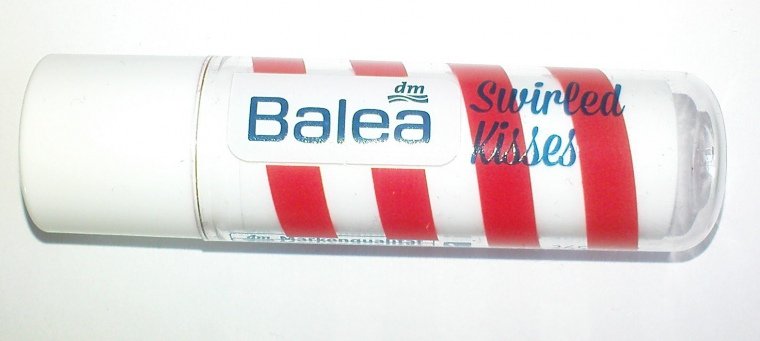 dm
Balea
Swirled
Kisses
dm Markenqualität